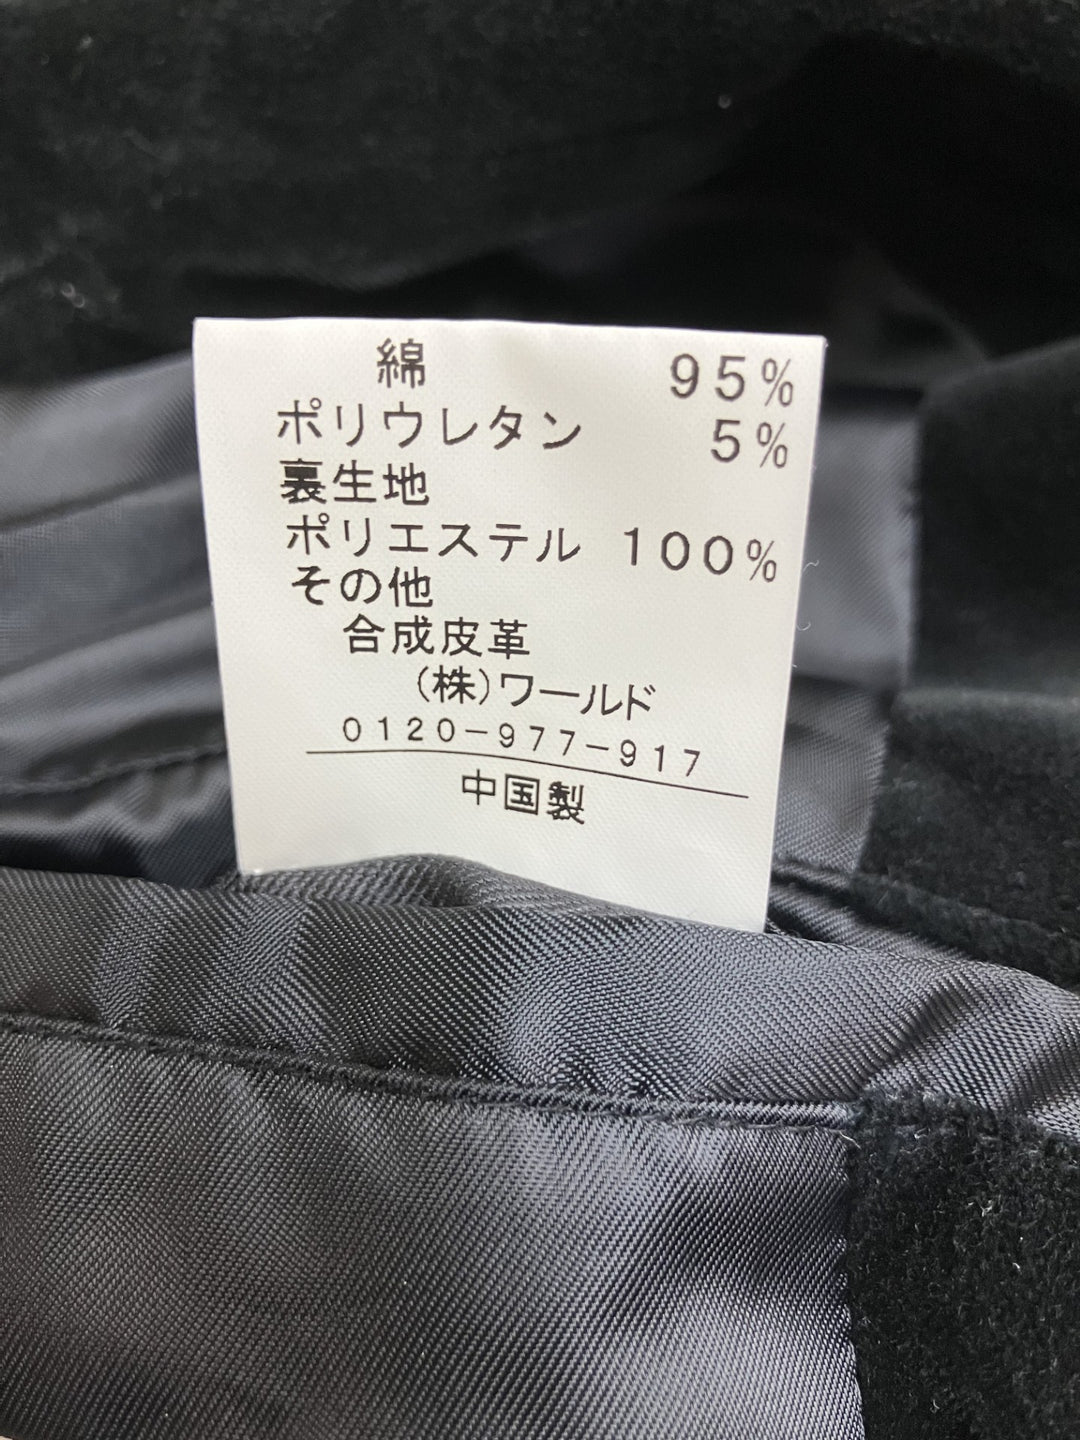 綿 95%
ポリウレタン 5%
裏生地
ポリエステル 100%
その他
合成皮革
(株)ワールド
0120-977-917
中国製